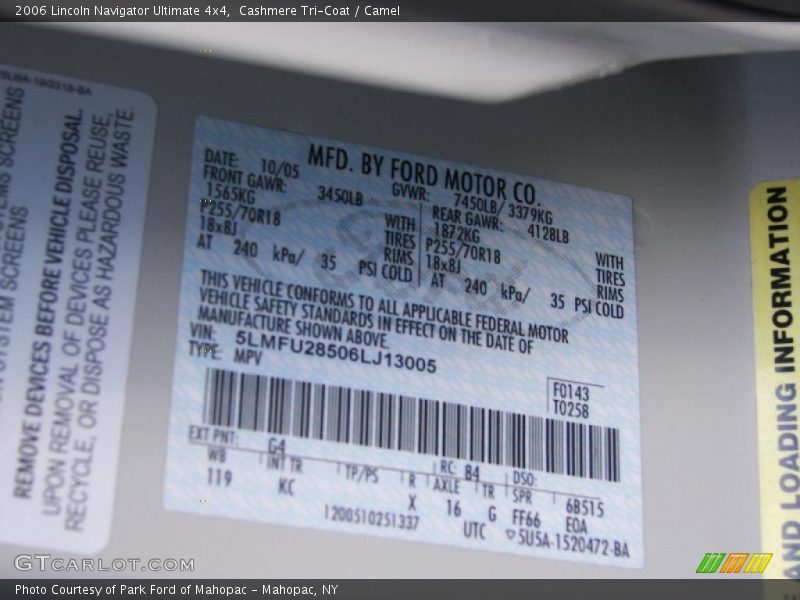 2006 Lincoln Navigator Ultimate 4x4,  Cashmere Tri-Coat / Camel
REMOVE DEVICES BEFORE VEHICLE DISPOSAL.
UPON REMOVAL OF DEVICES PLEASE REUSE,
RECYCLE, OR DISPOSE AS HAZARDOUS WASTE.
SYSTEM SCREENS
MFD. BY FORD MOTOR CO.
DATE: 10/05 GVWR: 7450LB/ 3379KG
FRONT GAWR: 3450LB REAR GAWR: 4128LB
1565KG WITH 1872KG WITH
P255/70R18 TIRES P255/70R18 TIRES
18x8J RIMS 18x8J RIMS
AT 240 kPa/ 35 PSI COLD AT 240 kPa/ 35 PSI COLD
THIS VEHICLE CONFORMS TO ALL APPLICABLE FEDERAL MOTOR
VEHICLE SAFETY STANDARDS IN EFFECT ON THE DATE OF
MANUFACTURE SHOWN ABOVE.
VIN: 5LMFU28506LJ13005
TYPE: MPV
F0143
T0258
EXT PNT: G4 RC: B4 DSO:
WB INT TR TP/PS R AXLE TR SPR 6B515
119 KC X 16 G FF66 EOA
1200510251337 UTC 5U5A-1520472-BA
AND LOADING INFORMATION
GTCARLOT.COM
Photo Courtesy of Park Ford of Mahopac - Mahopac, NY